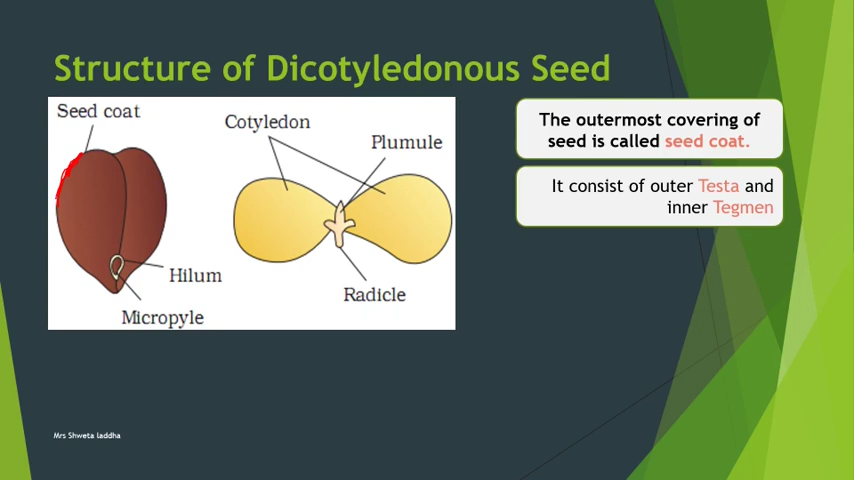 Structure of Dicotyledonous Seed
Seed coat
Cotyledon
Plumule
Hilum
Radicle
Micropyle
The outermost covering of
seed is called seed coat.
It consist of outer Testa and
inner Tegmen
Mrs Shweta laddha